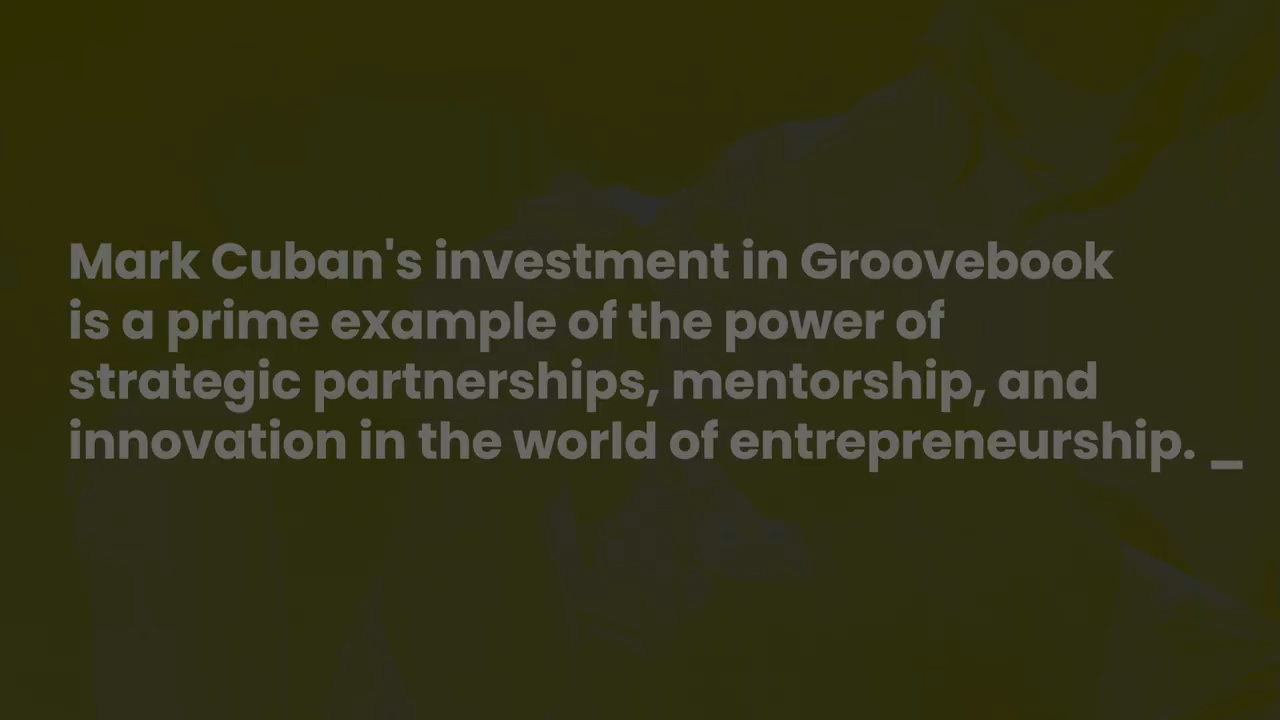 Mark Cuban's investment in Groovebook
is a prime example of the power of
strategic partnerships, mentorship, and
innovation in the world of entrepreneurship. _